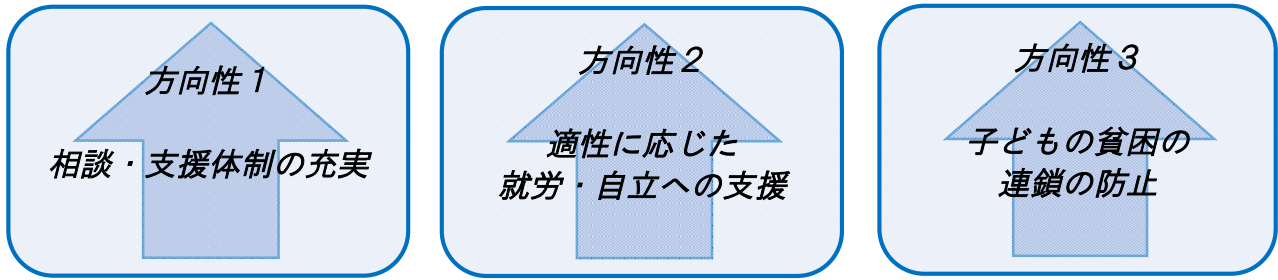 方向性１
相談・支援体制の充実
方向性２
適性に応じた
就労・自立への支援
方向性３
子どもの貧困の
連鎖の防止